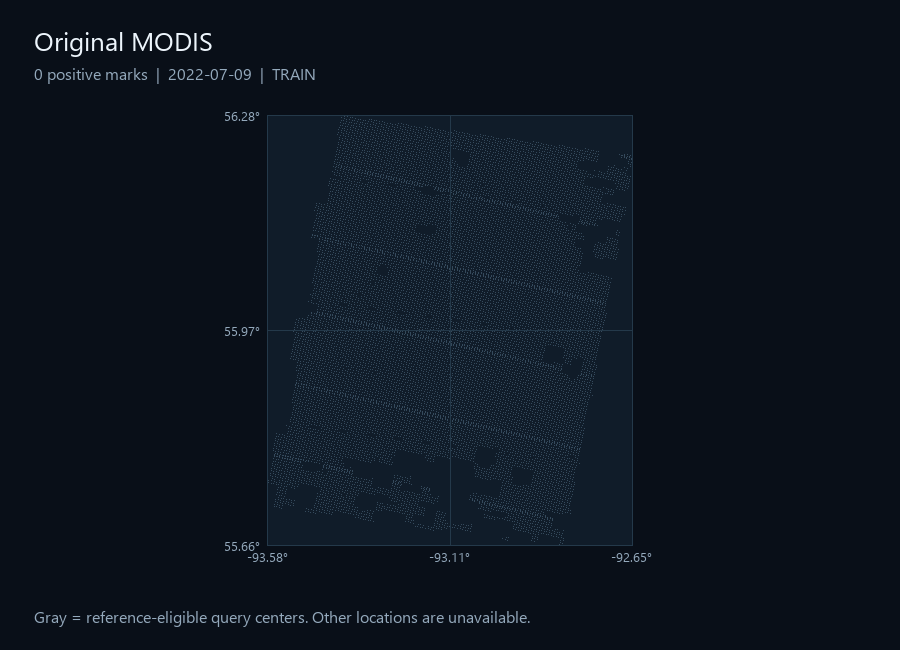 Original MODIS
0 positive marks | 2022-07-09 | TRAIN
56.28°
55.97°
55.66°
-93.58°
-93.11°
-92.65°
Gray = reference-eligible query centers. Other locations are unavailable.